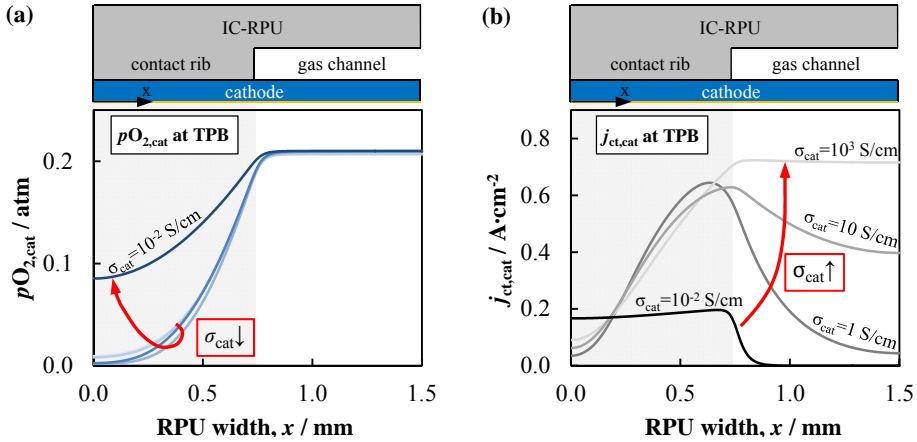 (a)
IC-RPU
contact rib
gas channel
x
cathode
pO2,cat at TPB
σcat=10-2 S/cm
σcat↓
0.2
0.1
0.0
pO2,cat / atm
0.0
0.5
1.0
1.5
RPU width, x / mm
(b)
IC-RPU
contact rib
gas channel
x
cathode
jct,cat at TPB
σcat=103 S/cm
σcat=10 S/cm
σcat↑
σcat=10-2 S/cm
σcat=1 S/cm
0.8
0.6
0.4
0.2
0.0
jct,cat / A·cm-2
0.0
0.5
1.0
1.5
RPU width, x / mm